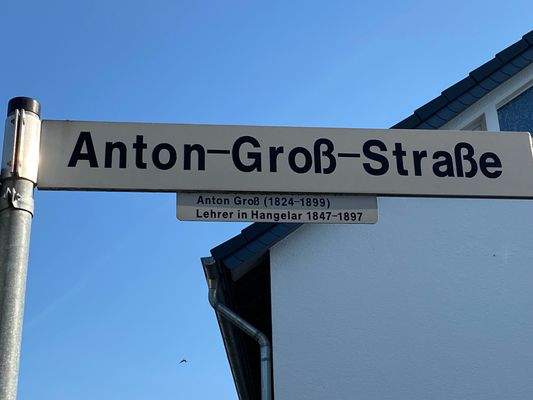 Anton-Groß-Straße
Anton Groß (1824-1899)
Lehrer in Hangelar 1847-1897